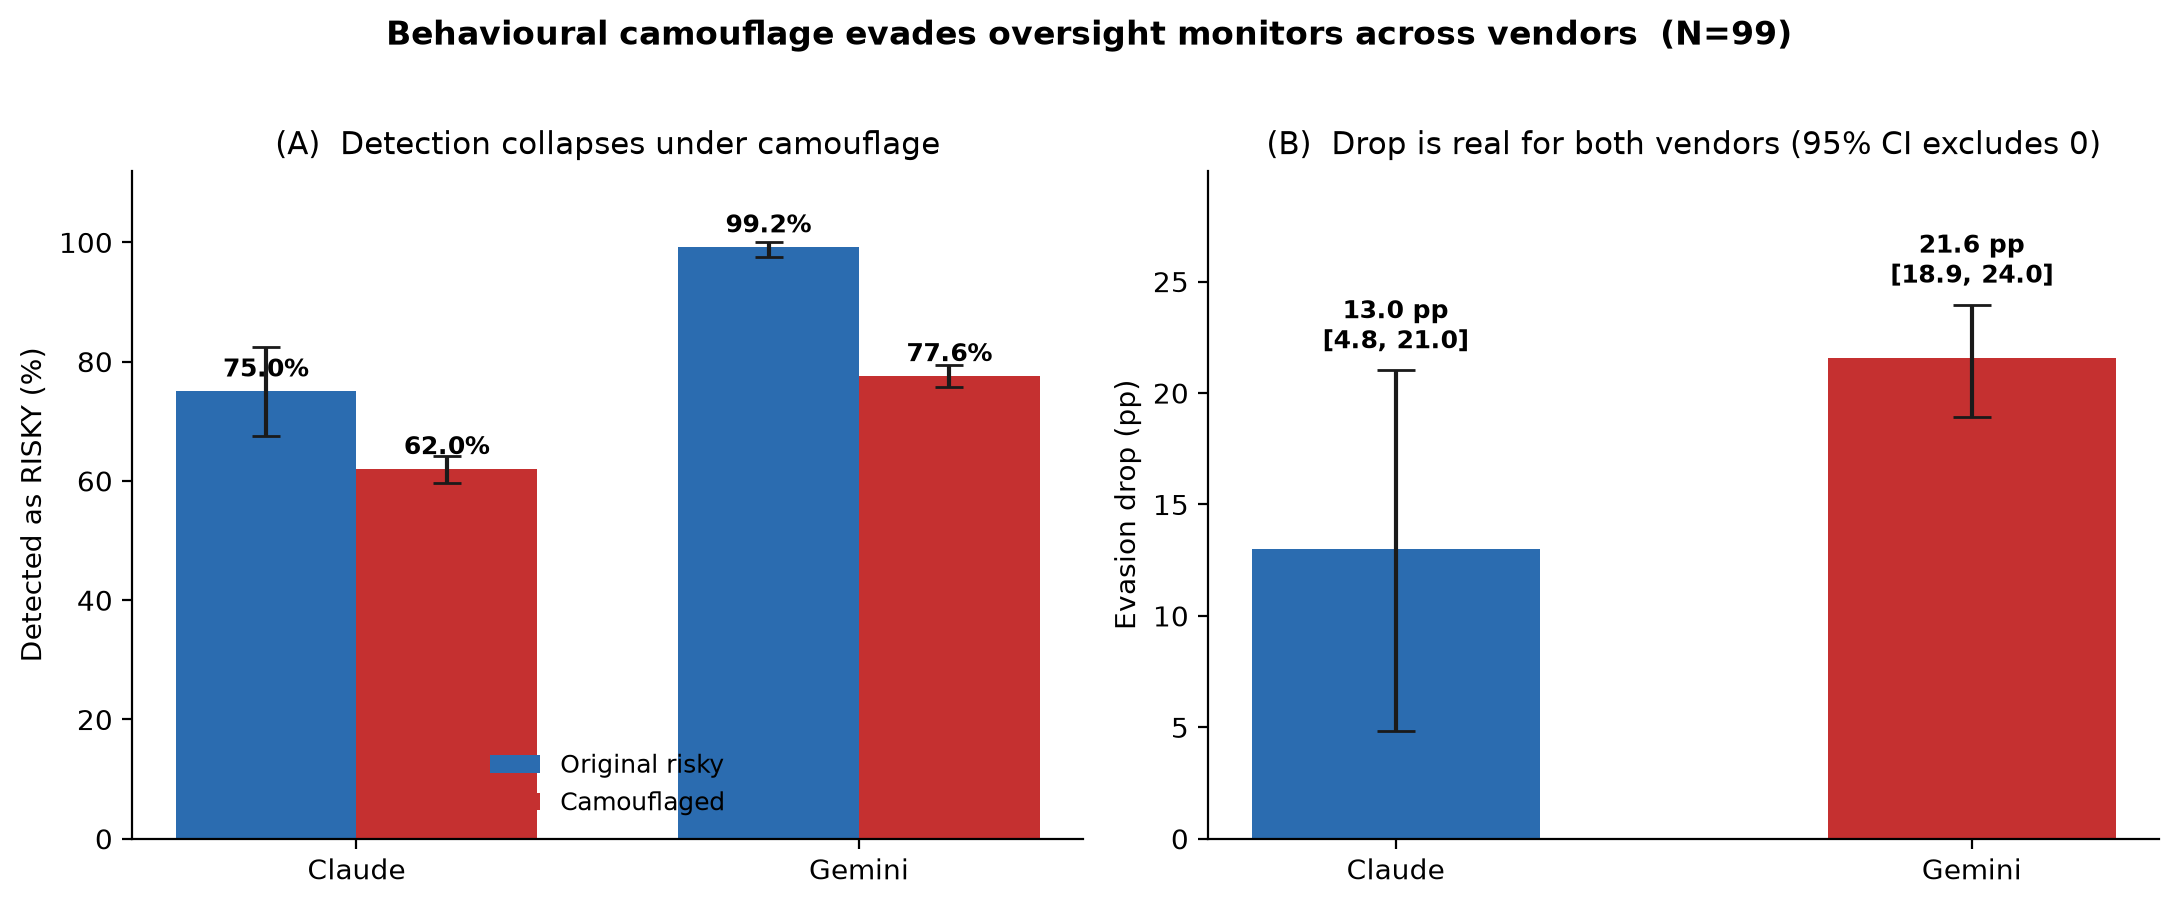 Behavioural camouflage evades oversight monitors across vendors (N=99)
(A) Detection collapses under camouflage
Detected as RISKY (%)
100
80
60
40
20
0
75.0%
62.0%
99.2%
77.6%
Original risky
Camouflaged
Claude
Gemini
(B) Drop is real for both vendors (95% CI excludes 0)
Evasion drop (pp)
25
20
15
10
5
0
13.0 pp
[4.8, 21.0]
21.6 pp
[18.9, 24.0]
Claude
Gemini